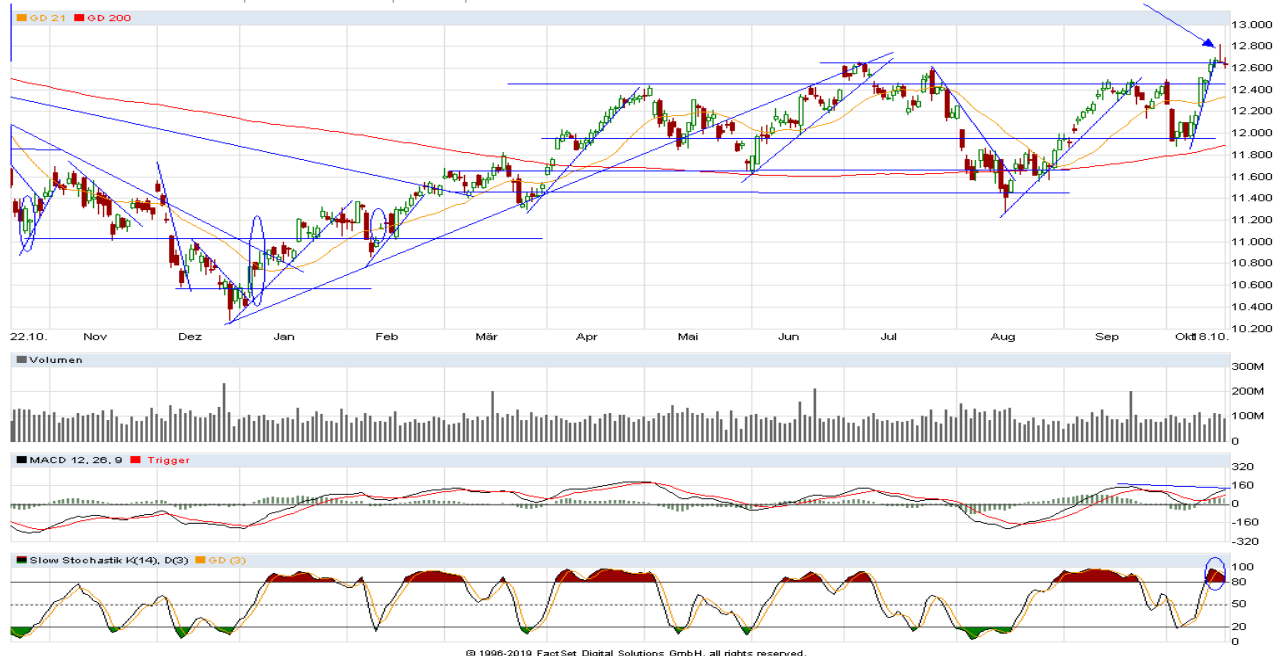 GD 21 GD 200
13.000
12.800
12.600
12.400
12.200
12.000
11.800
11.600
11.400
11.200
11.000
10.800
10.600
10.400
10.200
22.10. Nov Dez Jan Feb Mär Apr Mai Jun Jul Aug Sep Okt 18.10.
Volumen
300M
200M
100M
0
MACD 12, 26, 9 Trigger
320
160
0
-160
-320
Slow Stochastik K(14), D(3) GD (3)
100
80
50
20
0
© 1996-2019 FactSet Digital Solutions GmbH, all rights reserved.